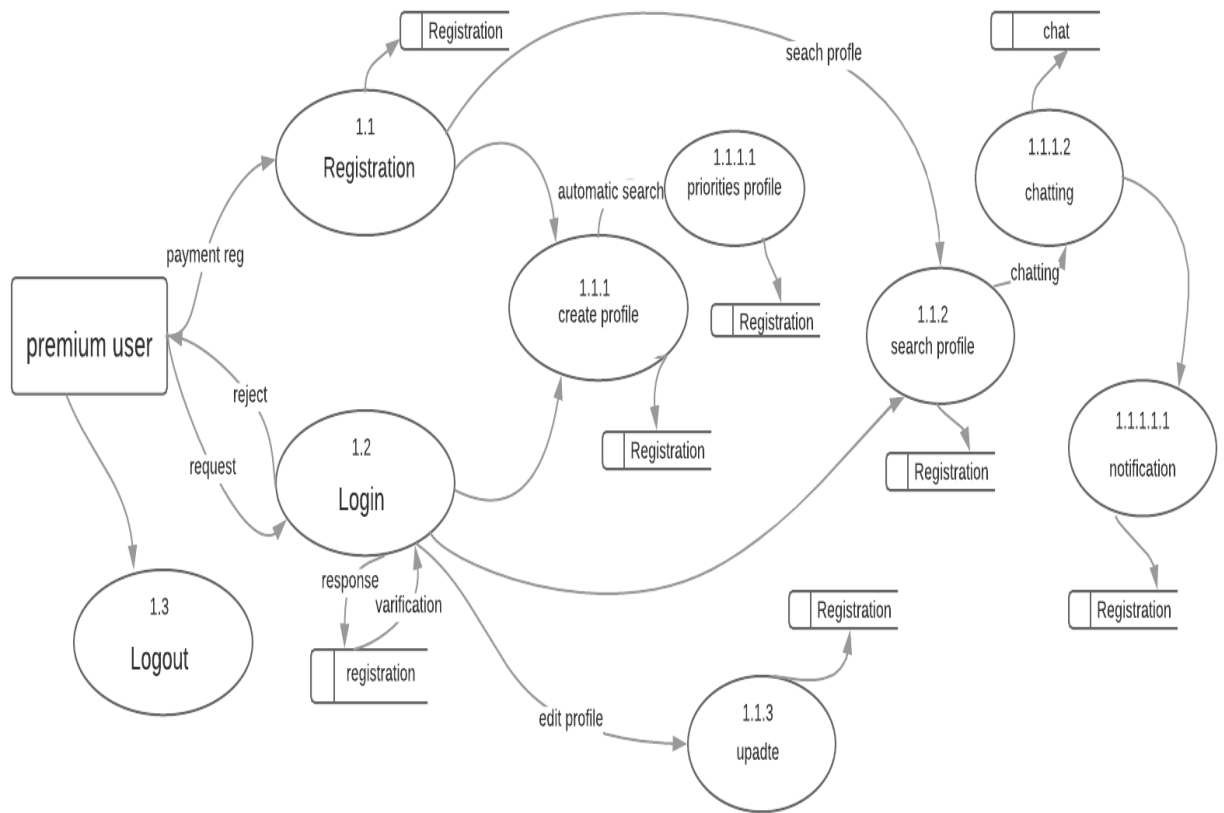 Registration
chat
seach profle
1.1
Registration
1.1.1.2
chatting
1.1.1.1
priorities profile
automatic search
payment reg
chatting
1.1.1
create profile
Registration
1.1.2
search profile
premium user
reject
1.1.1.1.1
notification
Registration
1.2
Login
request
Registration
response
varification
1.3
Logout
Registration
Registration
registration
edit profile
1.1.3
upadte